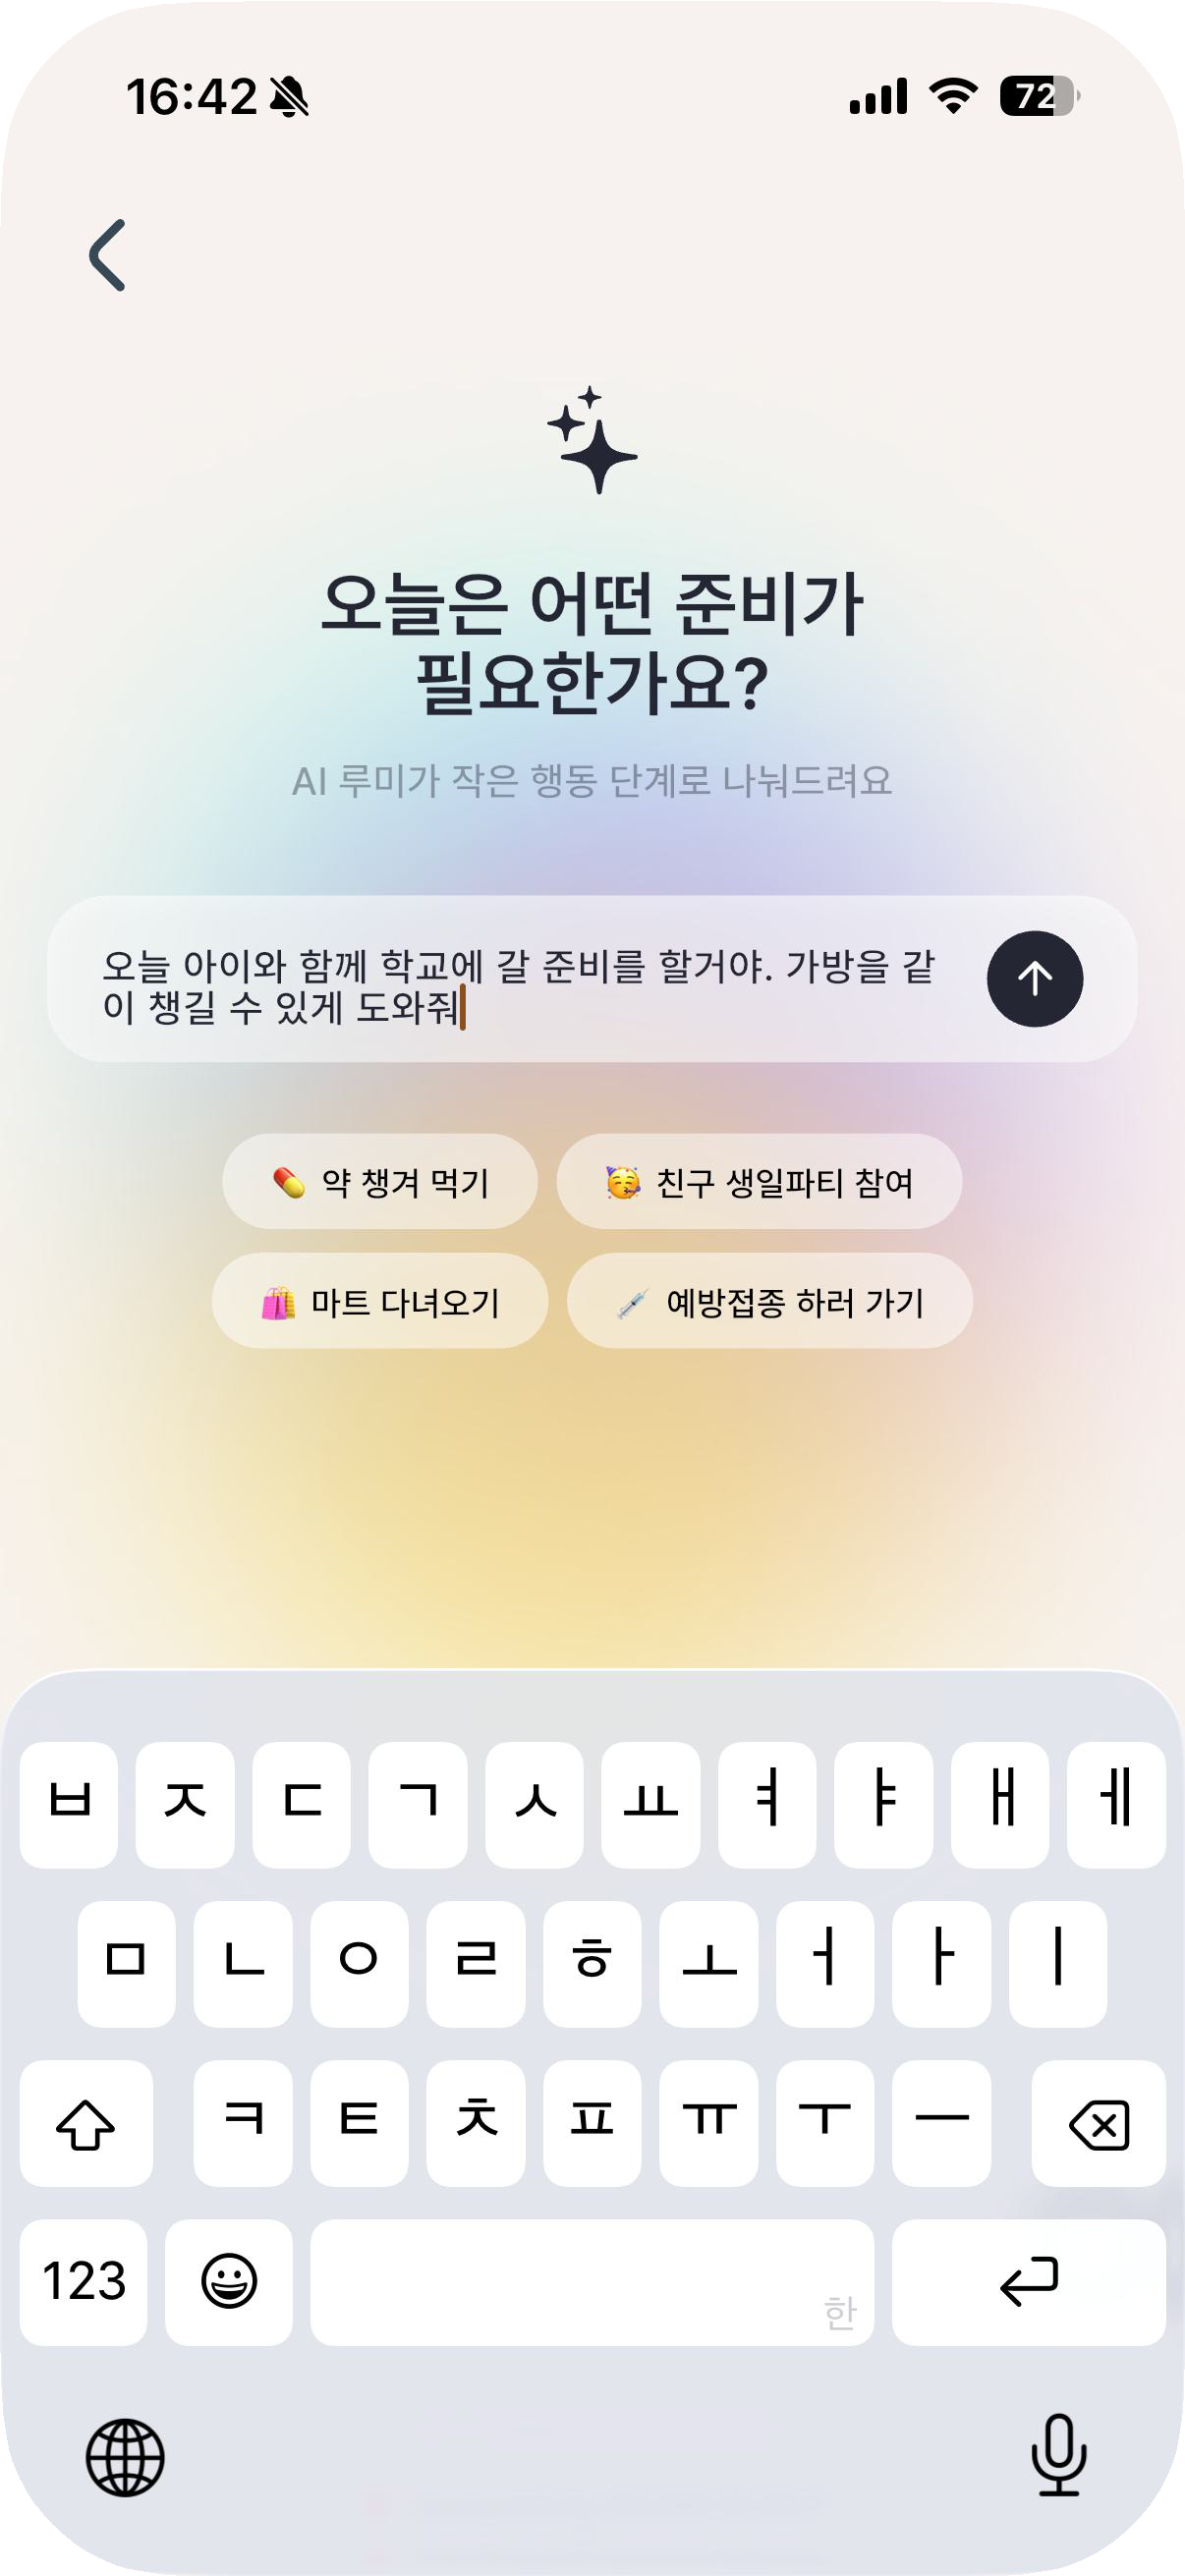 16:42
72
오늘은 어떤 준비가
필요한가요?
AI 루미가 작은 행동 단계로 나눠드려요
오늘 아이와 함께 학교에 갈 준비를 할거야. 가방을 같
이 챙길 수 있게 도와줘
💊 약 챙겨 먹기
🥳 친구 생일파티 참여
🛍️ 마트 다녀오기
💉 예방접종 하러 가기
ㅂ ㅈ ㄷ ㄱ ㅅ ㅛ ㅕ ㅑ ㅐ ㅔ
ㅁ ㄴ ㅇ ㄹ ㅎ ㅗ ㅓ ㅏ ㅣ
ㅋ ㅌ ㅊ ㅍ ㅠ ㅜ ㅡ
123
한